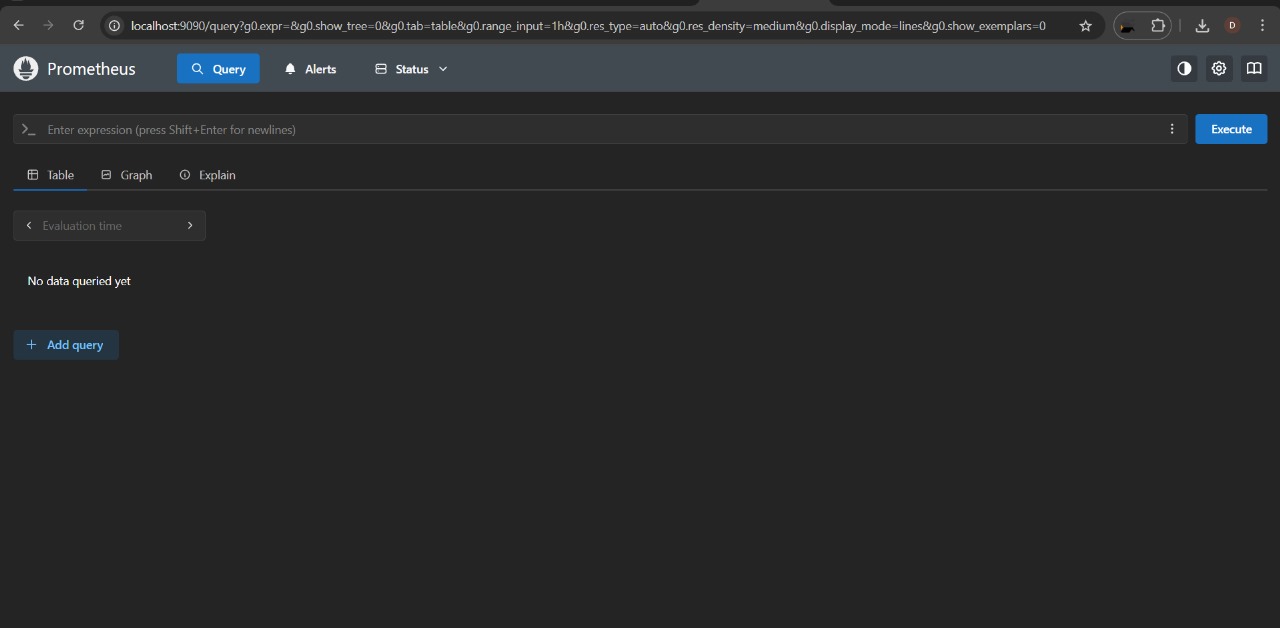 localhost:9090/query?g0.expr=&g0.show_tree=0&g0.tab=table&g0.range_input=1h&g0.res_type=auto&g0.res_density=medium&g0.display_mode=lines&g0.show_exemplars=0
D
Prometheus Query Alerts Status
Enter expression (press Shift+Enter for newlines) Execute
Table Graph Explain
Evaluation time
No data queried yet
Add query